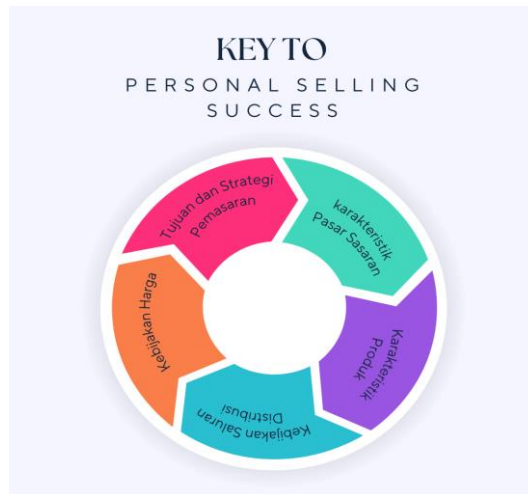 KEY TO
PERSONAL SELLING
SUCCESS
Tujuan dan Strategi
Pemasaran
karakteristik
Pasar Sasaran
Karakteristik
Produk
Kebijakan Saluran
Distribusi
Kebijakan Harga